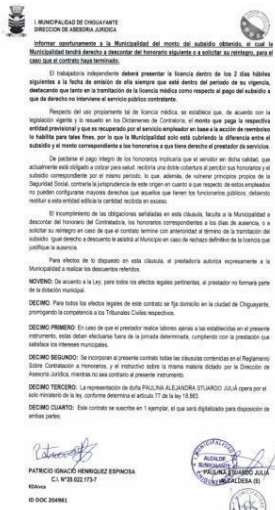 I. MUNICIPALIDAD DE CHIGUAYANTE
DIRECCION DE ASESORIA JURIDICA
informar oportunamente a la Municipalidad del monto del subsidio obtenido, el cual la
Municipalidad tendrá derecho a descontar del honorario siguiente o a solicitar su reintegro, para el
caso que el contrato haya terminado.
El trabajador independiente deberá presentar la licencia dentro de los 2 días hábiles
siguientes a la fecha de emisión de ella siempre que esté dentro del período de su vigencia,
destacando que tanto en la tramitación de la licencia médica como respecto al pago del subsidio a
que da derecho no interviene el servicio público contratante.
Respecto del uso propiamente tal de licencia médica, se establece que, de acuerdo con la
legislación vigente y lo resuelto en los Dictámenes de Contraloría, el monto que paga la respectiva
entidad previsional y que es recuperado por el servicio empleador en base a la acción de reembolso
lo habilita para tales fines, por lo que la Municipalidad solo está cubriendo la diferencia entre el
subsidio y el monto correspondiente a los honorarios a que tiene derecho el prestador de servicios.
De pactarse el pago íntegro de los honorarios implicaría que el servidor en dicha calidad, que
actualmente está obligado a cotizar para salud, recibiría una doble cobertura al percibir sus honorarios y el
subsidio correspondiente por el mismo período, lo que, además, de vulnerar principios propios de la
Seguridad Social, contraría la jurisprudencia de este origen en cuanto a que respecto de estos empleados
no pueden configurarse mayores derechos que aquellos que tienen los funcionarios públicos, debiendo
restituir a esta entidad edilicia la cantidad recibida en exceso.
El incumplimiento de las obligaciones señaladas en esta cláusula, faculta a la Municipalidad a
descontar del honorario del Contratado/a, los honorarios correspondientes a los días de ausencia, o a
solicitar su reintegro en caso de que el contrato termine con anterioridad al término de la tramitación del
subsidio. Igual derecho a descuento le asistirá al Municipio en caso de rechazo definitivo de la licencia que
justifique la ausencia.
Para efectos de lo dispuesto en esta cláusula, el prestador/a autoriza expresamente a la
Municipalidad a realizar los descuentos referidos.
NOVENO: De acuerdo a la Ley, para todos los efectos legales pertinentes, al prestador no formará parte
de la dotación municipal.
DECIMO: Para todos los efectos legales de este contrato se fija domicilio en la ciudad de Chiguayante,
prorrogando la competencia a los Tribunales Civiles respectivos.
DECIMO PRIMERO: En caso de que el prestador realice labores ajenas a las establecidas en el presente
instrumento, estas deben efectuarse fuera de la jornada determinada, cumpliendo con la prestación que
satisfaga los intereses municipales.
DECIMO SEGUNDO: Se incorporan al presente contrato todas las cláusulas contenidas en el Reglamento
Sobre Contratación a Honorarios, y el instructivo sobre la misma materia dictado por la Dirección de
Asesoría Jurídica, mientras no sea contrario al presente instrumento.
DECIMO TERCERO: La representación de doña PAULINA ALEJANDRA STUARDO JULIÁ opera por el
solo ministerio de la ley, conforme determina el artículo 77 de la ley 18.883.
DECIMO CUARTO: Este contrato se suscribe en 1 ejemplar, el que será digitalizado para disposición de
ambas partes.
ALCALDE
SUBROGANTE
PATRICIO IGNACIO HENRIQUEZ ESPINOSA
PAULINA STUARDO JULIÁ
C.I. N°20.022.173-7
ALCALDESA (S)
ID DOC 204981